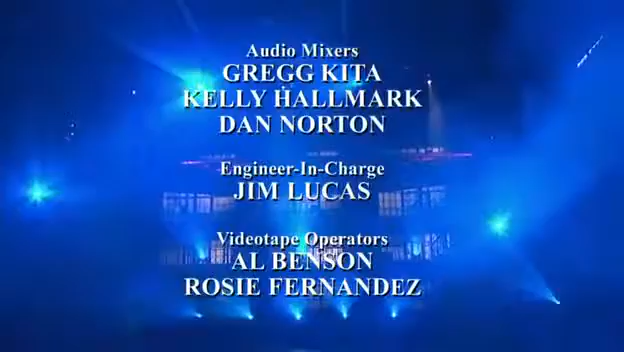 Audio Mixers
GREGG KITA
KELLY HALLMARK
DAN NORTON
Engineer-In-Charge
JIM LUCAS
Videotape Operators
AL BENSON
ROSIE FERNANDEZ